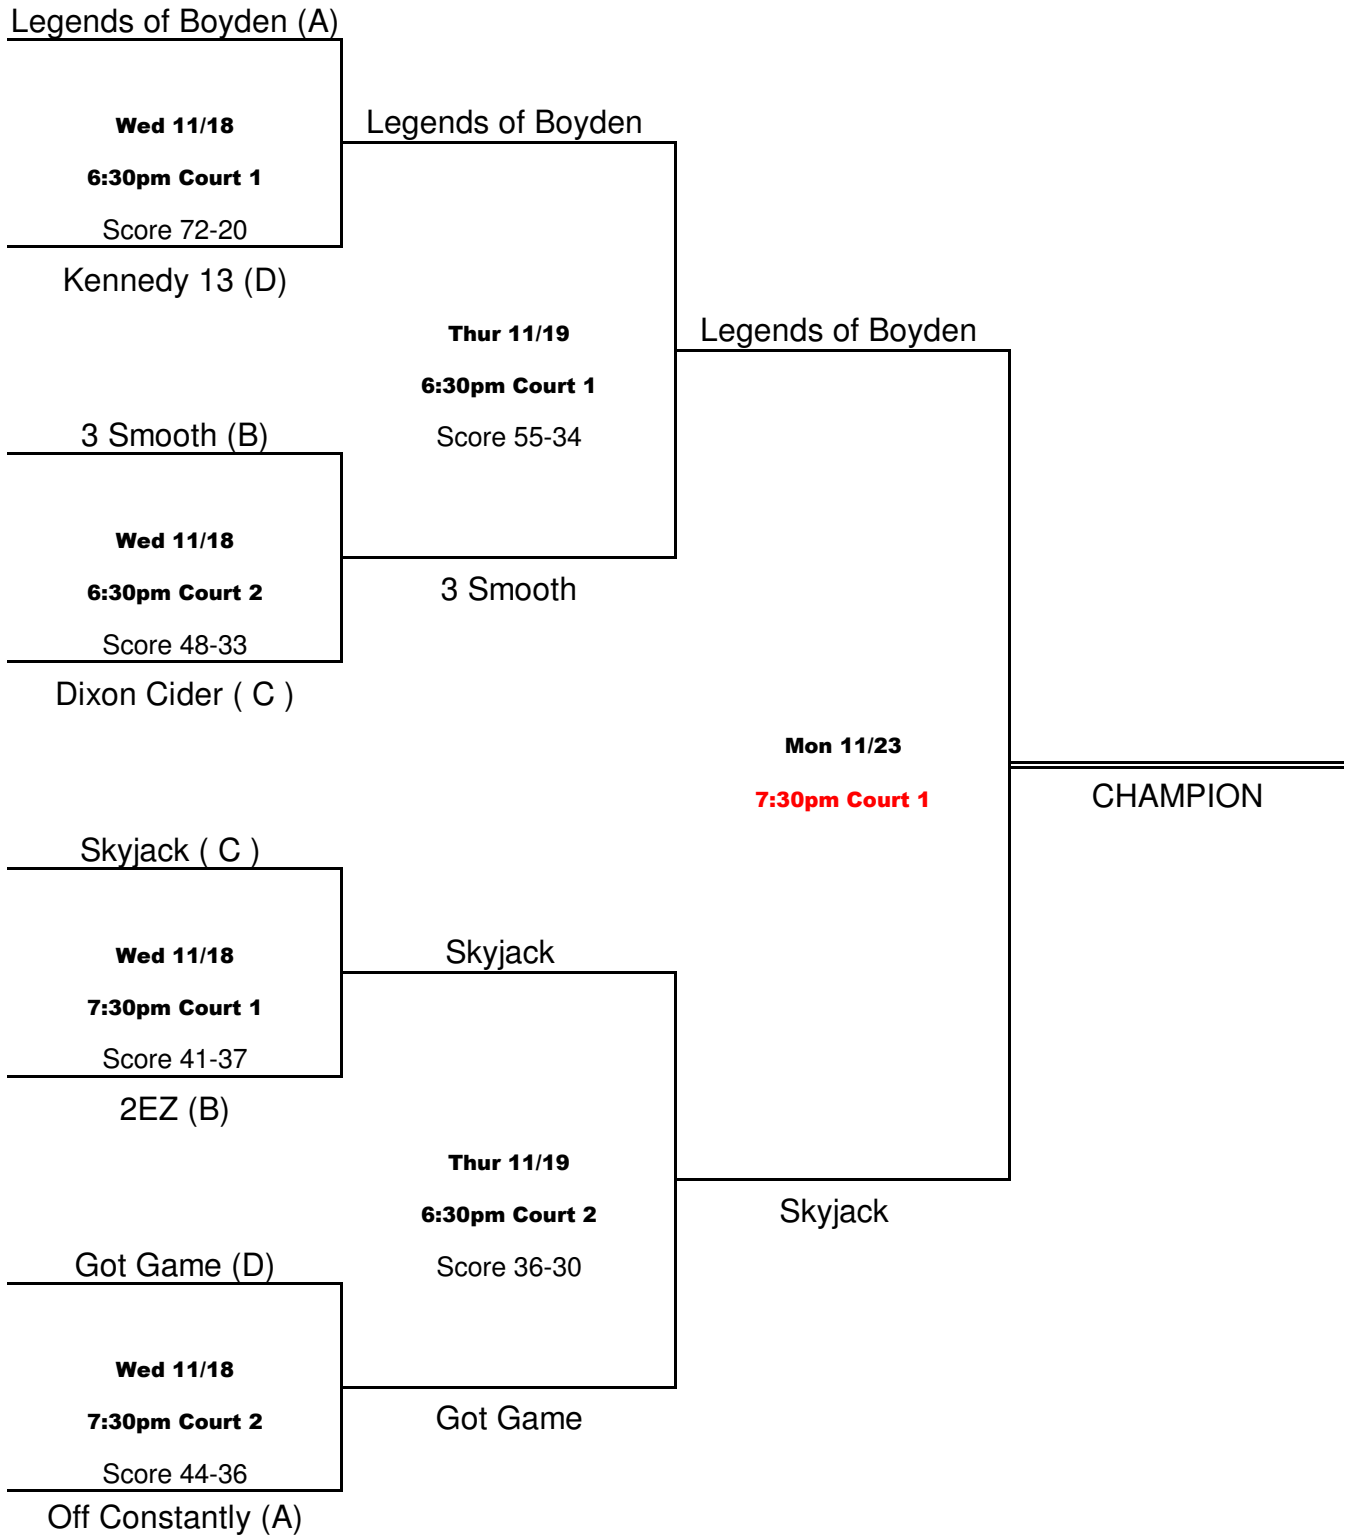 Legends of Boyden (A)
Wed 11/18
6:30pm Court 1
Score 72-20
Kennedy 13 (D)
Legends of Boyden
Thur 11/19
6:30pm Court 1
Score 55-34
3 Smooth (B)
Wed 11/18
6:30pm Court 2
Score 48-33
Dixon Cider ( C )
3 Smooth
Legends of Boyden
Mon 11/23
7:30pm Court 1
CHAMPION
Skyjack ( C )
Wed 11/18
7:30pm Court 1
Score 41-37
2EZ (B)
Skyjack
Thur 11/19
6:30pm Court 2
Score 36-30
Skyjack
Got Game (D)
Wed 11/18
7:30pm Court 2
Score 44-36
Off Constantly (A)
Got Game